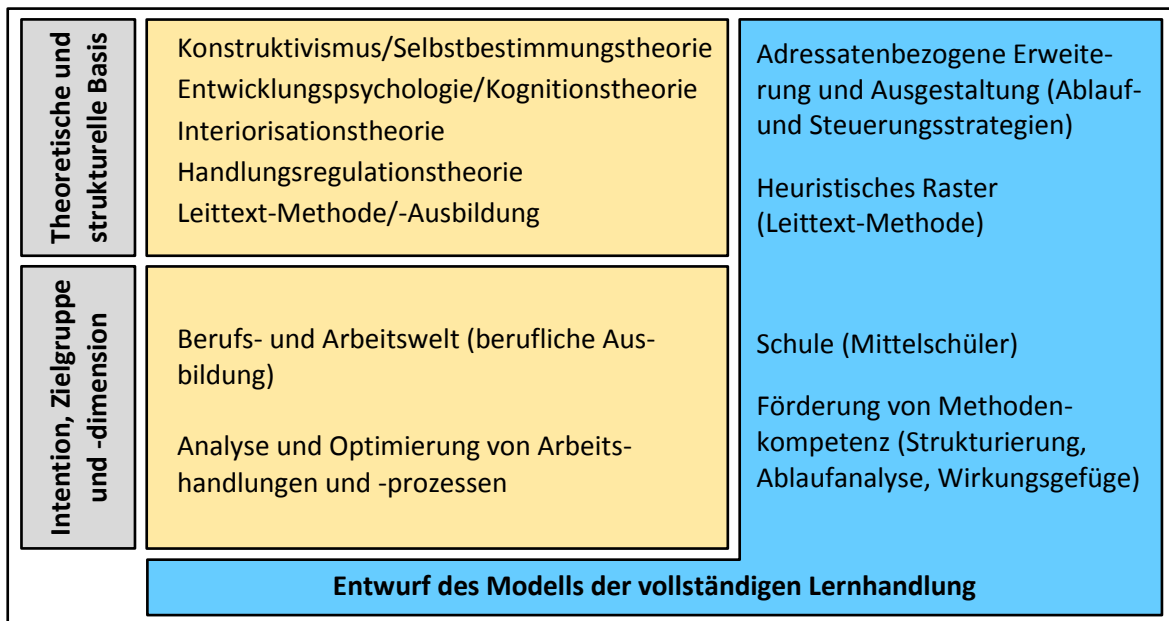 Theoretische und
strukturelle Basis
Konstruktivismus/Selbstbestimmungstheorie
Entwicklungspsychologie/Kognitionstheorie
Interiorisationstheorie
Handlungsregulationstheorie
Leittext-Methode/-Ausbildung
Adressatenbezogene Erweite-
rung und Ausgestaltung (Ablauf-
und Steuerungsstrategien)
Heuristisches Raster
(Leittext-Methode)
Intention, Zielgruppe
und -dimension
Berufs- und Arbeitswelt (berufliche Aus-
bildung)
Analyse und Optimierung von Arbeits-
handlungen und -prozessen
Schule (Mittelschüler)
Förderung von Methoden-
kompetenz (Strukturierung,
Ablaufanalyse, Wirkungsgefüge)
Entwurf des Modells der vollständigen Lernhandlung